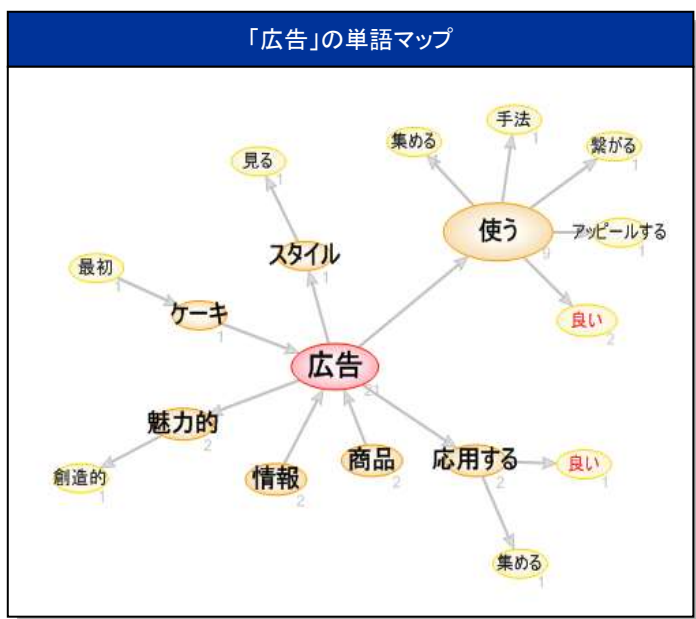 「広告」の単語マップ
手法
1
集める
1
繋がる
1
見る
1
使う
9
アッピールする
1
スタイル
1
最初
1
ケーキ
1
良い
2
広告
21
魅力的
2
商品
2
応用する
2
良い
1
情報
2
創造的
1
集める
1